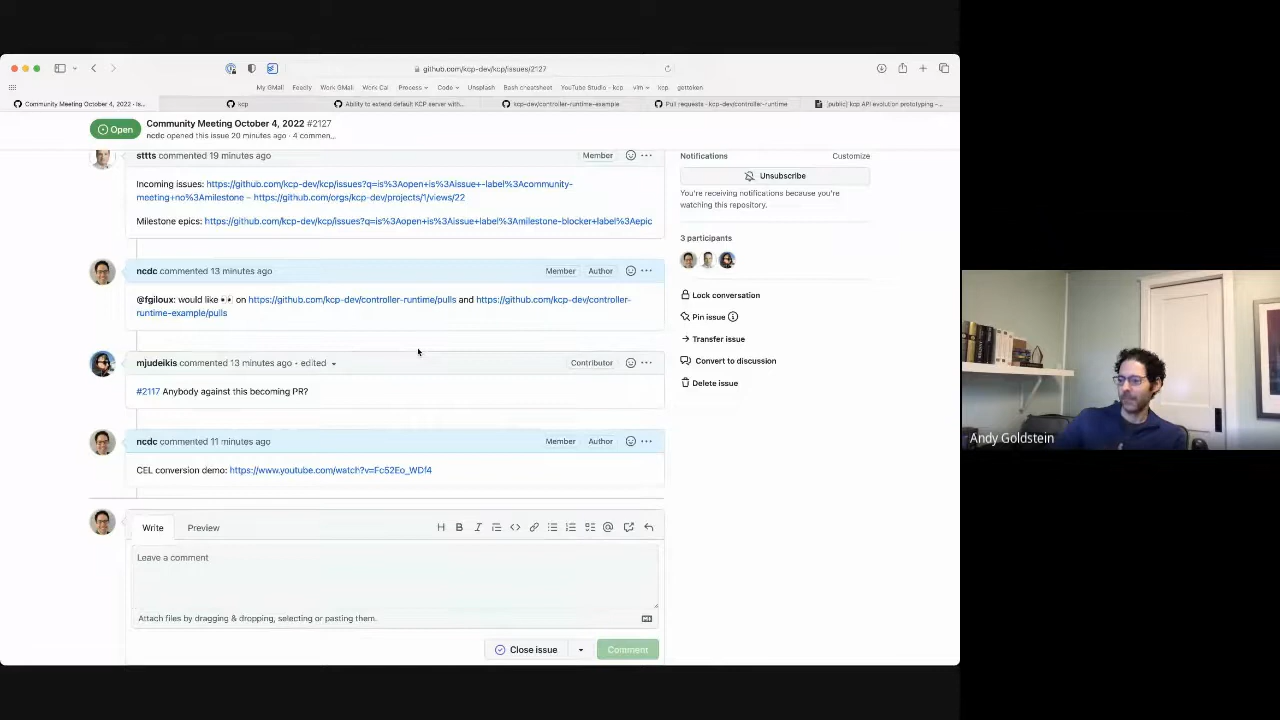 github.com/kcp-dev/kcp/issues/2127
My GMail Feedly Work GMail Work Cal Process Code Unsplash Bash cheatsheet YouTube Studio - kcp vim kcp gettoken
Community Meeting October 4, 2022 · Is... kcp Ability to extend default KCP server with... kcp-dev/controller-runtime-example Pull requests · kcp-dev/controller-runtime [public] kcp API evolution prototyping –...
Open
Community Meeting October 4, 2022 #2127
ncdc opened this issue 20 minutes ago · 4 commen...
sttts commented 19 minutes ago Member
Incoming issues: https://github.com/kcp-dev/kcp/issues?q=is%3Aopen+is%3Aissue+-label%3Acommunity-
meeting+no%3Amilestone – https://github.com/orgs/kcp-dev/projects/1/views/22
Milestone epics: https://github.com/kcp-dev/kcp/issues?q=is%3Aopen+is%3Aissue+label%3Amilestone-blocker+label%3Aepic
ncdc commented 13 minutes ago Member Author
@fgiloux: would like 👀 on https://github.com/kcp-dev/controller-runtime/pulls and https://github.com/kcp-dev/controller-
runtime-example/pulls
mjudeikis commented 13 minutes ago · edited Contributor
#2117 Anybody against this becoming PR?
ncdc commented 11 minutes ago Member Author
CEL conversion demo: https://www.youtube.com/watch?v=Fc52Eo_WDf4
Write Preview
Leave a comment
Attach files by dragging & dropping, selecting or pasting them.
Close issue Comment
Notifications Customize
Unsubscribe
You're receiving notifications because you're
watching this repository.
3 participants
Lock conversation
Pin issue
Transfer issue
Convert to discussion
Delete issue
Andy Goldstein